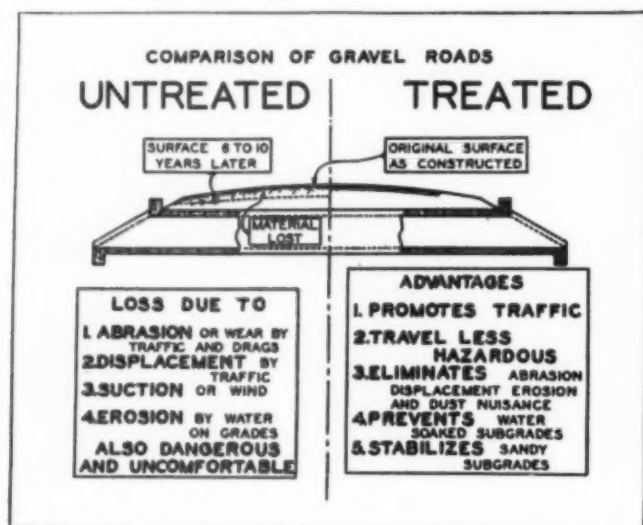 COMPARISON OF GRAVEL ROADS
UNTREATED
TREATED
SURFACE 6 TO 10
YEARS LATER
ORIGINAL SURFACE
AS CONSTRUCTED
MATERIAL
LOST
LOSS DUE TO
1. ABRASION OR WEAR BY
TRAFFIC AND DRAGS
2. DISPLACEMENT BY
TRAFFIC
3. SUCTION OR WIND
4. EROSION BY WATER
ON GRADES
ALSO DANGEROUS
AND UNCOMFORTABLE
ADVANTAGES
1. PROMOTES TRAFFIC
2. TRAVEL LESS
HAZARDOUS
3. ELIMINATES ABRASION
DISPLACEMENT EROSION
AND DUST NUISANCE
4. PREVENTS WATER
SOAKED SUBGRADES
5. STABILIZES SANDY
SUBGRADES